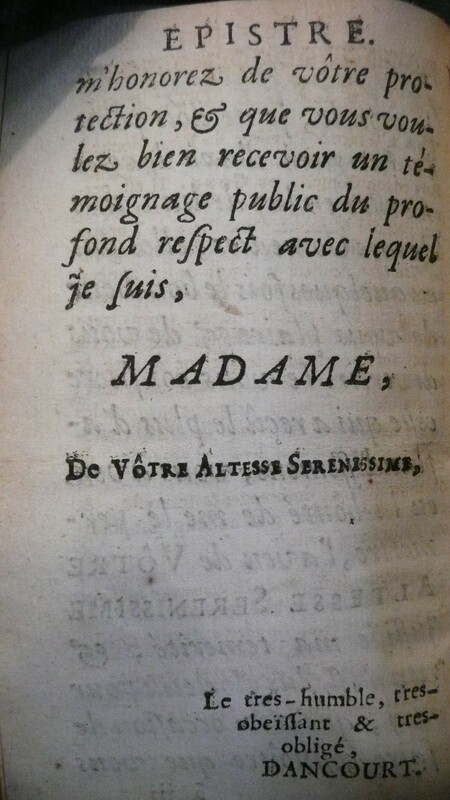 EPISTRE.
m'honorez de vôtre pro-
tection, & que vous vou-
lez bien recevoir un té-
moignage public du pro-
fond reſpect avec lequel
je ſuis,
MADAME,
De VÔTRE ALTESSE SERENISSIME,
Le tres-humble, tres-
obeïſſant & tres-
obligé,
DANCOURT.